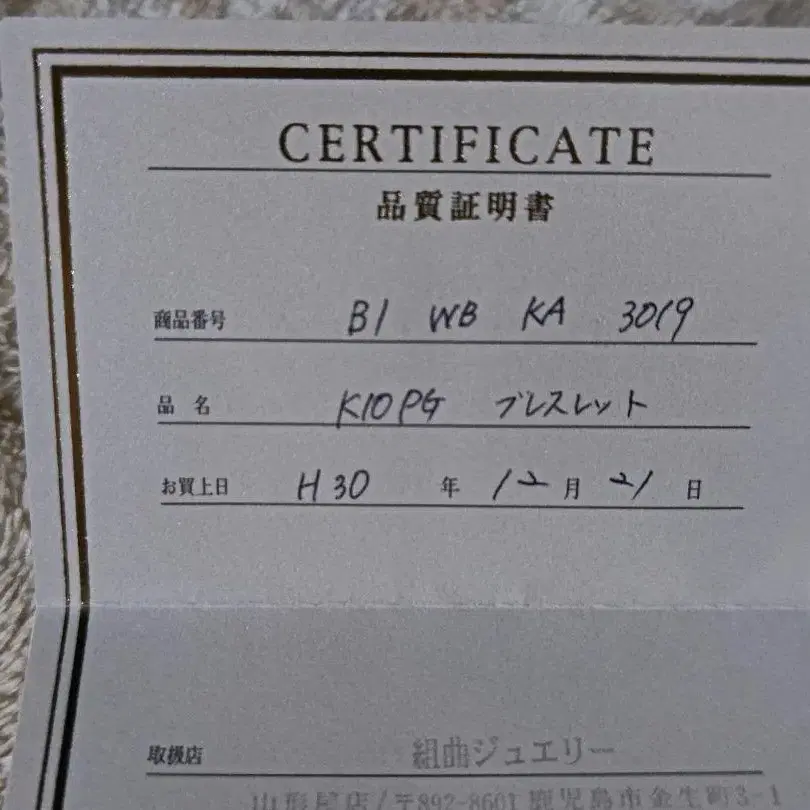 CERTIFICATE
品質証明書
商品番号 B1 WB KA 3019
品名 K10PG ブレスレット
お買上日 H30 年 12 月 21 日
取扱店 組曲ジュエリー
山形屋店/〒892-8601 鹿児島市金生町3-1